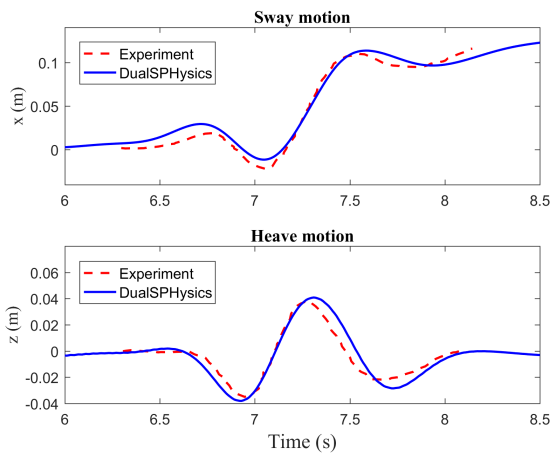 Sway motion
Experiment
DualSPHysics
x (m)
0.1
0.05
0
6 6.5 7 7.5 8 8.5
Heave motion
Experiment
DualSPHysics
z (m)
0.06
0.04
0.02
0
-0.02
-0.04
6 6.5 7 7.5 8 8.5
Time (s)